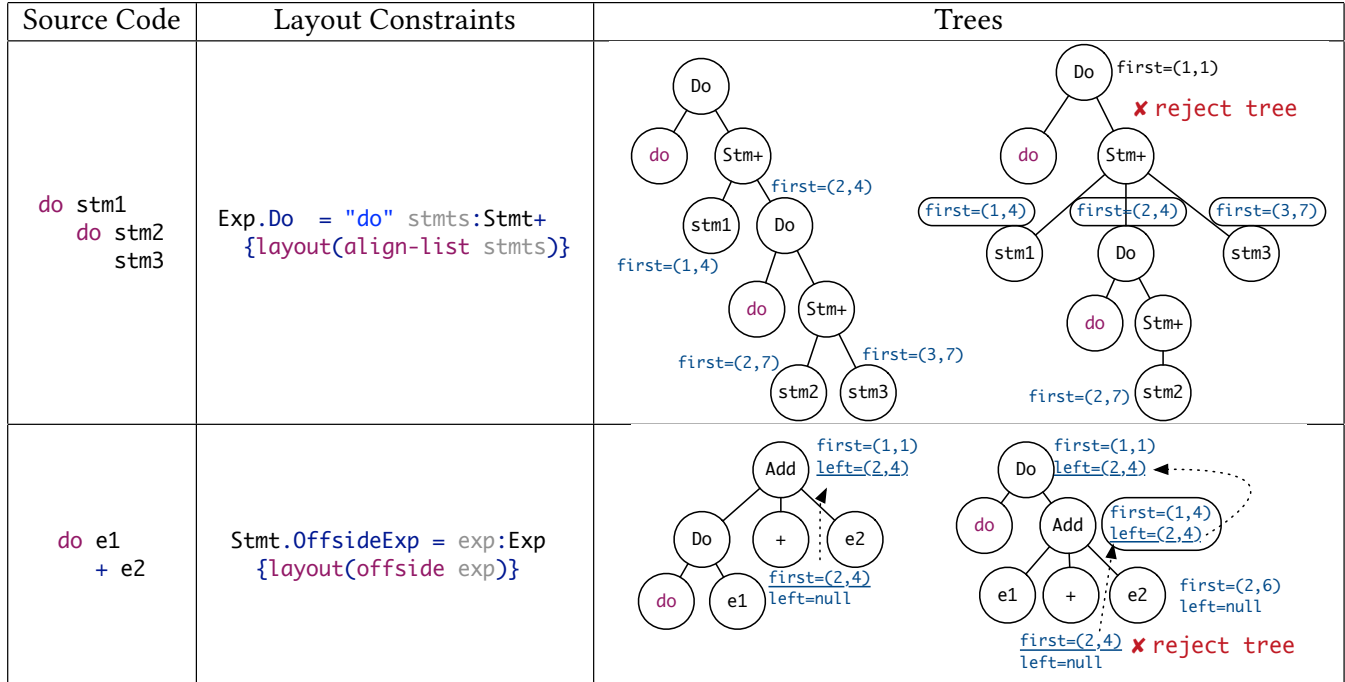 Source Code
Layout Constraints
Trees
do stm1
do stm2
stm3
Exp.Do = "do" stmts:Stmt+
{layout(align-list stmts)}
Do
do
Stm+
first=(2,4)
stm1
Do
first=(1,4)
do
Stm+
first=(2,7)
first=(3,7)
stm2
stm3
Do
first=(1,1)
✘ reject tree
do
Stm+
first=(1,4)
first=(2,4)
first=(3,7)
stm1
Do
stm3
do
Stm+
first=(2,7)
stm2
do e1
+ e2
Stmt.OffsideExp = exp:Exp
{layout(offside exp)}
Add
first=(1,1)
left=(2,4)
Do
+
e2
do
e1
first=(2,4)
left=null
Do
first=(1,1)
left=(2,4)
do
Add
first=(1,4)
left=(2,4)
e1
+
e2
first=(2,6)
left=null
first=(2,4)
left=null
✘ reject tree